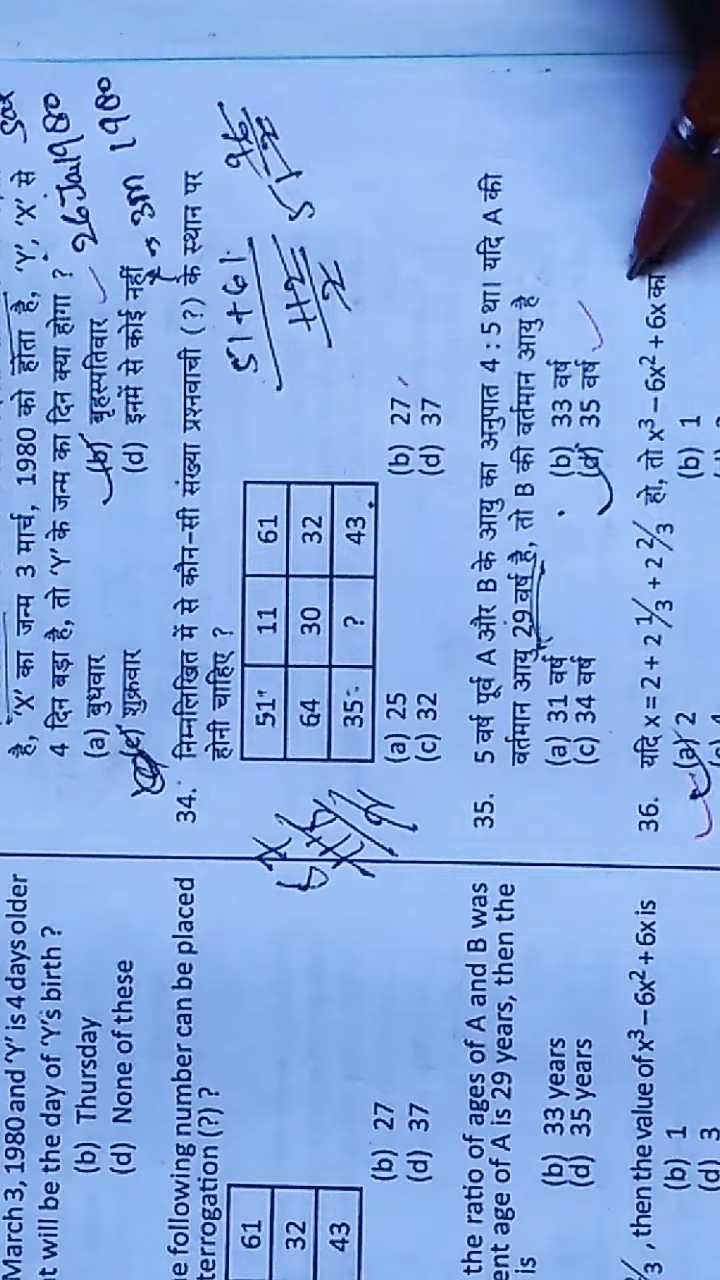 March 3, 1980 and 'Y' is 4 days older
t will be the day of 'Y's birth ?
(b) Thursday
(d) None of these
e following number can be placed
terrogation (?) ?
61
32
43
(b) 27
(d) 37
the ratio of ages of A and B was
ent age of A is 29 years, then the
is
(b) 33 years
(d) 35 years
, then the value of x³ – 6x² + 6x is
(b) 1
(d) 3
है, 'X' का जन्म 3 मार्च, 1980 को होता है, 'Y', 'X' से
4 दिन बड़ा है, तो 'Y' के जन्म का दिन क्या होगा ?
(a) बुधवार (b) बृहस्पतिवार
(c) शुक्रवार (d) इनमें से कोई नहीं
1980
34. निम्नलिखित में से कौन-सी संख्या प्रश्नवाची (?) के स्थान पर
होनी चाहिए ?
51 11 61
64 30 32
35 ? 43
51 + 61
(a) 25 (b) 27
(c) 32 (d) 37
35. 5 वर्ष पूर्व A और B के आयु का अनुपात 4 : 5 था। यदि A की
वर्तमान आयु 29 वर्ष है, तो B की वर्तमान आयु है
(a) 31 वर्ष (b) 33 वर्ष
(c) 34 वर्ष (d) 35 वर्ष
36. यदि x = 2 + 2 1/3 + 2 2/3 हो, तो x³ – 6x² + 6x का
(a) 2 (b) 1